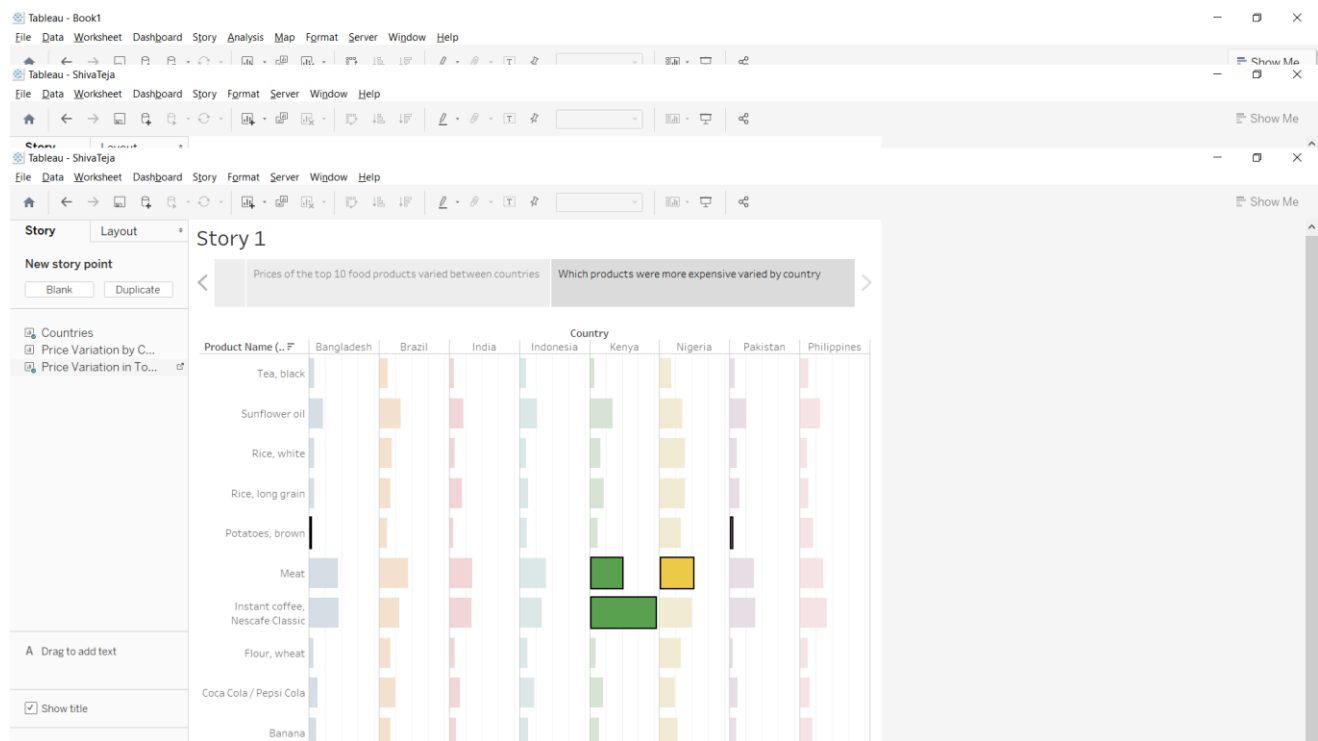 Tableau - Book1
File Data Worksheet Dashboard Story Analysis Map Format Server Window Help
Show Me
Tableau - ShivaTeja
File Data Worksheet Dashboard Story Format Server Window Help
Show Me
Story Layout
Tableau - ShivaTeja
File Data Worksheet Dashboard Story Format Server Window Help
Show Me
Story Layout
Story 1
New story point
Blank Duplicate
Prices of the top 10 food products varied between countries
Which products were more expensive varied by country
Countries
Price Variation by C...
Price Variation in To...
Country
Product Name (.. Bangladesh Brazil India Indonesia Kenya Nigeria Pakistan Philippines
Tea, black
Sunflower oil
Rice, white
Rice, long grain
Potatoes, brown
Meat
Instant coffee,
Nescafe Classic
Flour, wheat
Coca Cola / Pepsi Cola
Banana
A Drag to add text
Show title